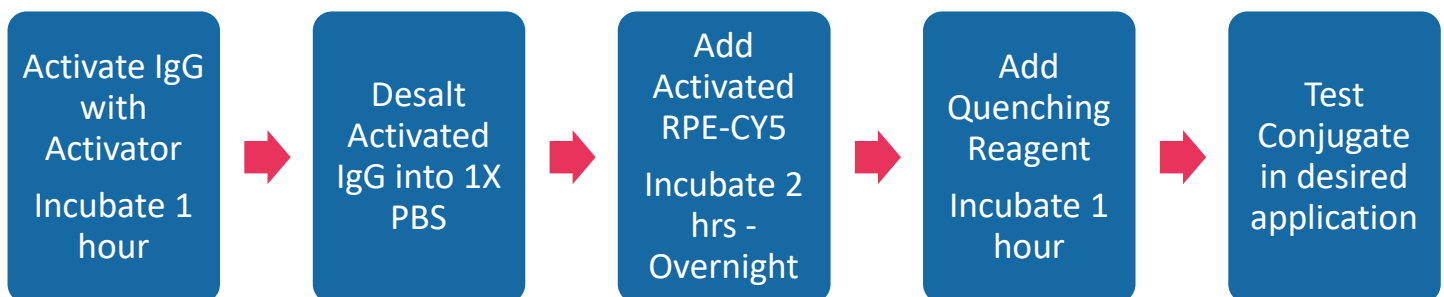 Activate IgG
with
Activator
Incubate 1
hour
Desalt
Activated
IgG into 1X
PBS
Add
Activated
RPE-CY5
Incubate 2
hrs -
Overnight
Add
Quenching
Reagent
Incubate 1
hour
Test
Conjugate
in desired
application